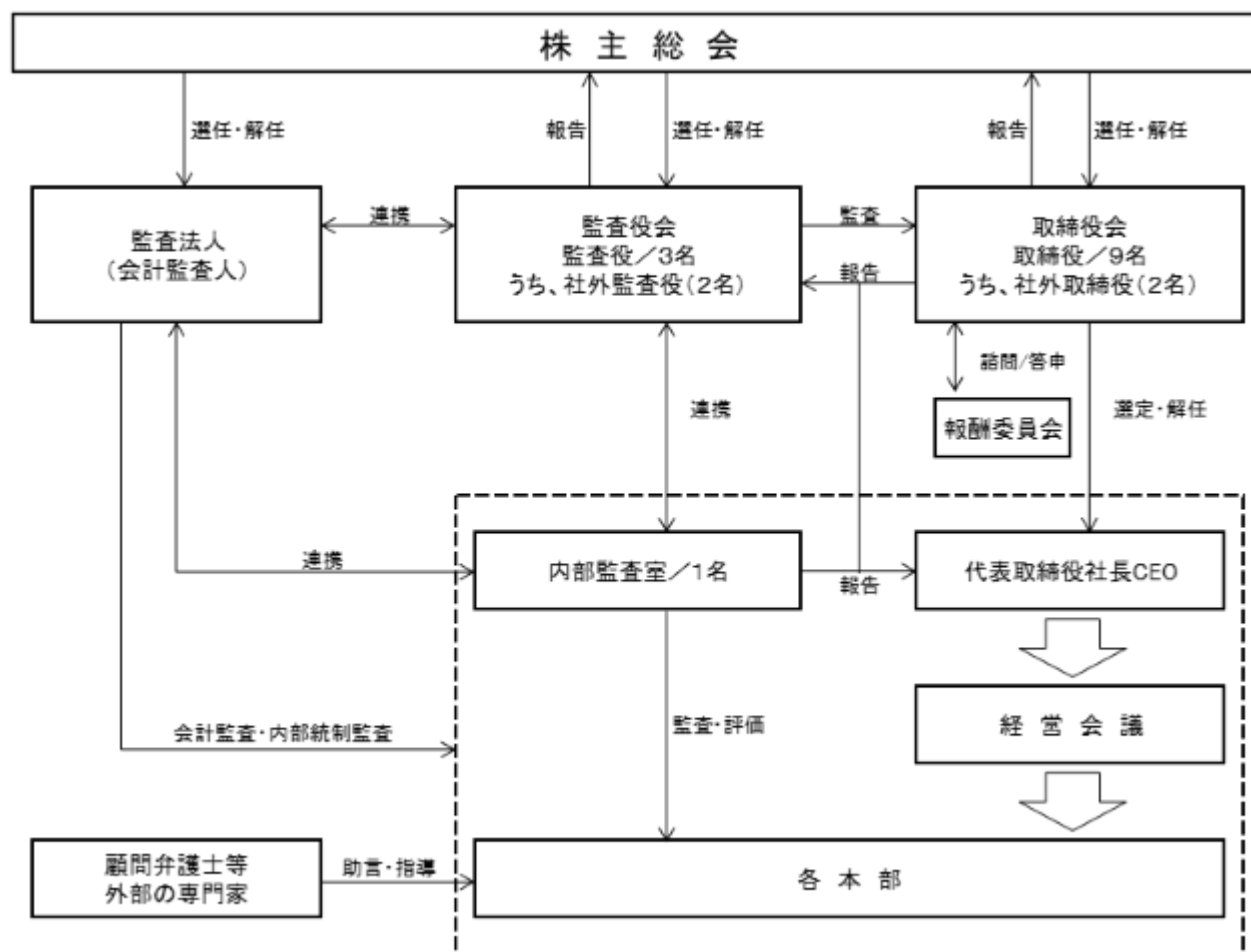 株 主 総 会
選任・解任
報告
選任・解任
報告
選任・解任
監査法人
(会計監査人)
連携
監査役会
監査役／3名
うち、社外監査役(2名)
監査
報告
取締役会
取締役／9名
うち、社外取締役(2名)
諮問/答申
報酬委員会
選定・解任
連携
連携
内部監査室／1名
報告
代表取締役社長CEO
会計監査・内部統制監査
監査・評価
経 営 会 議
顧問弁護士等
外部の専門家
助言・指導
各 本 部